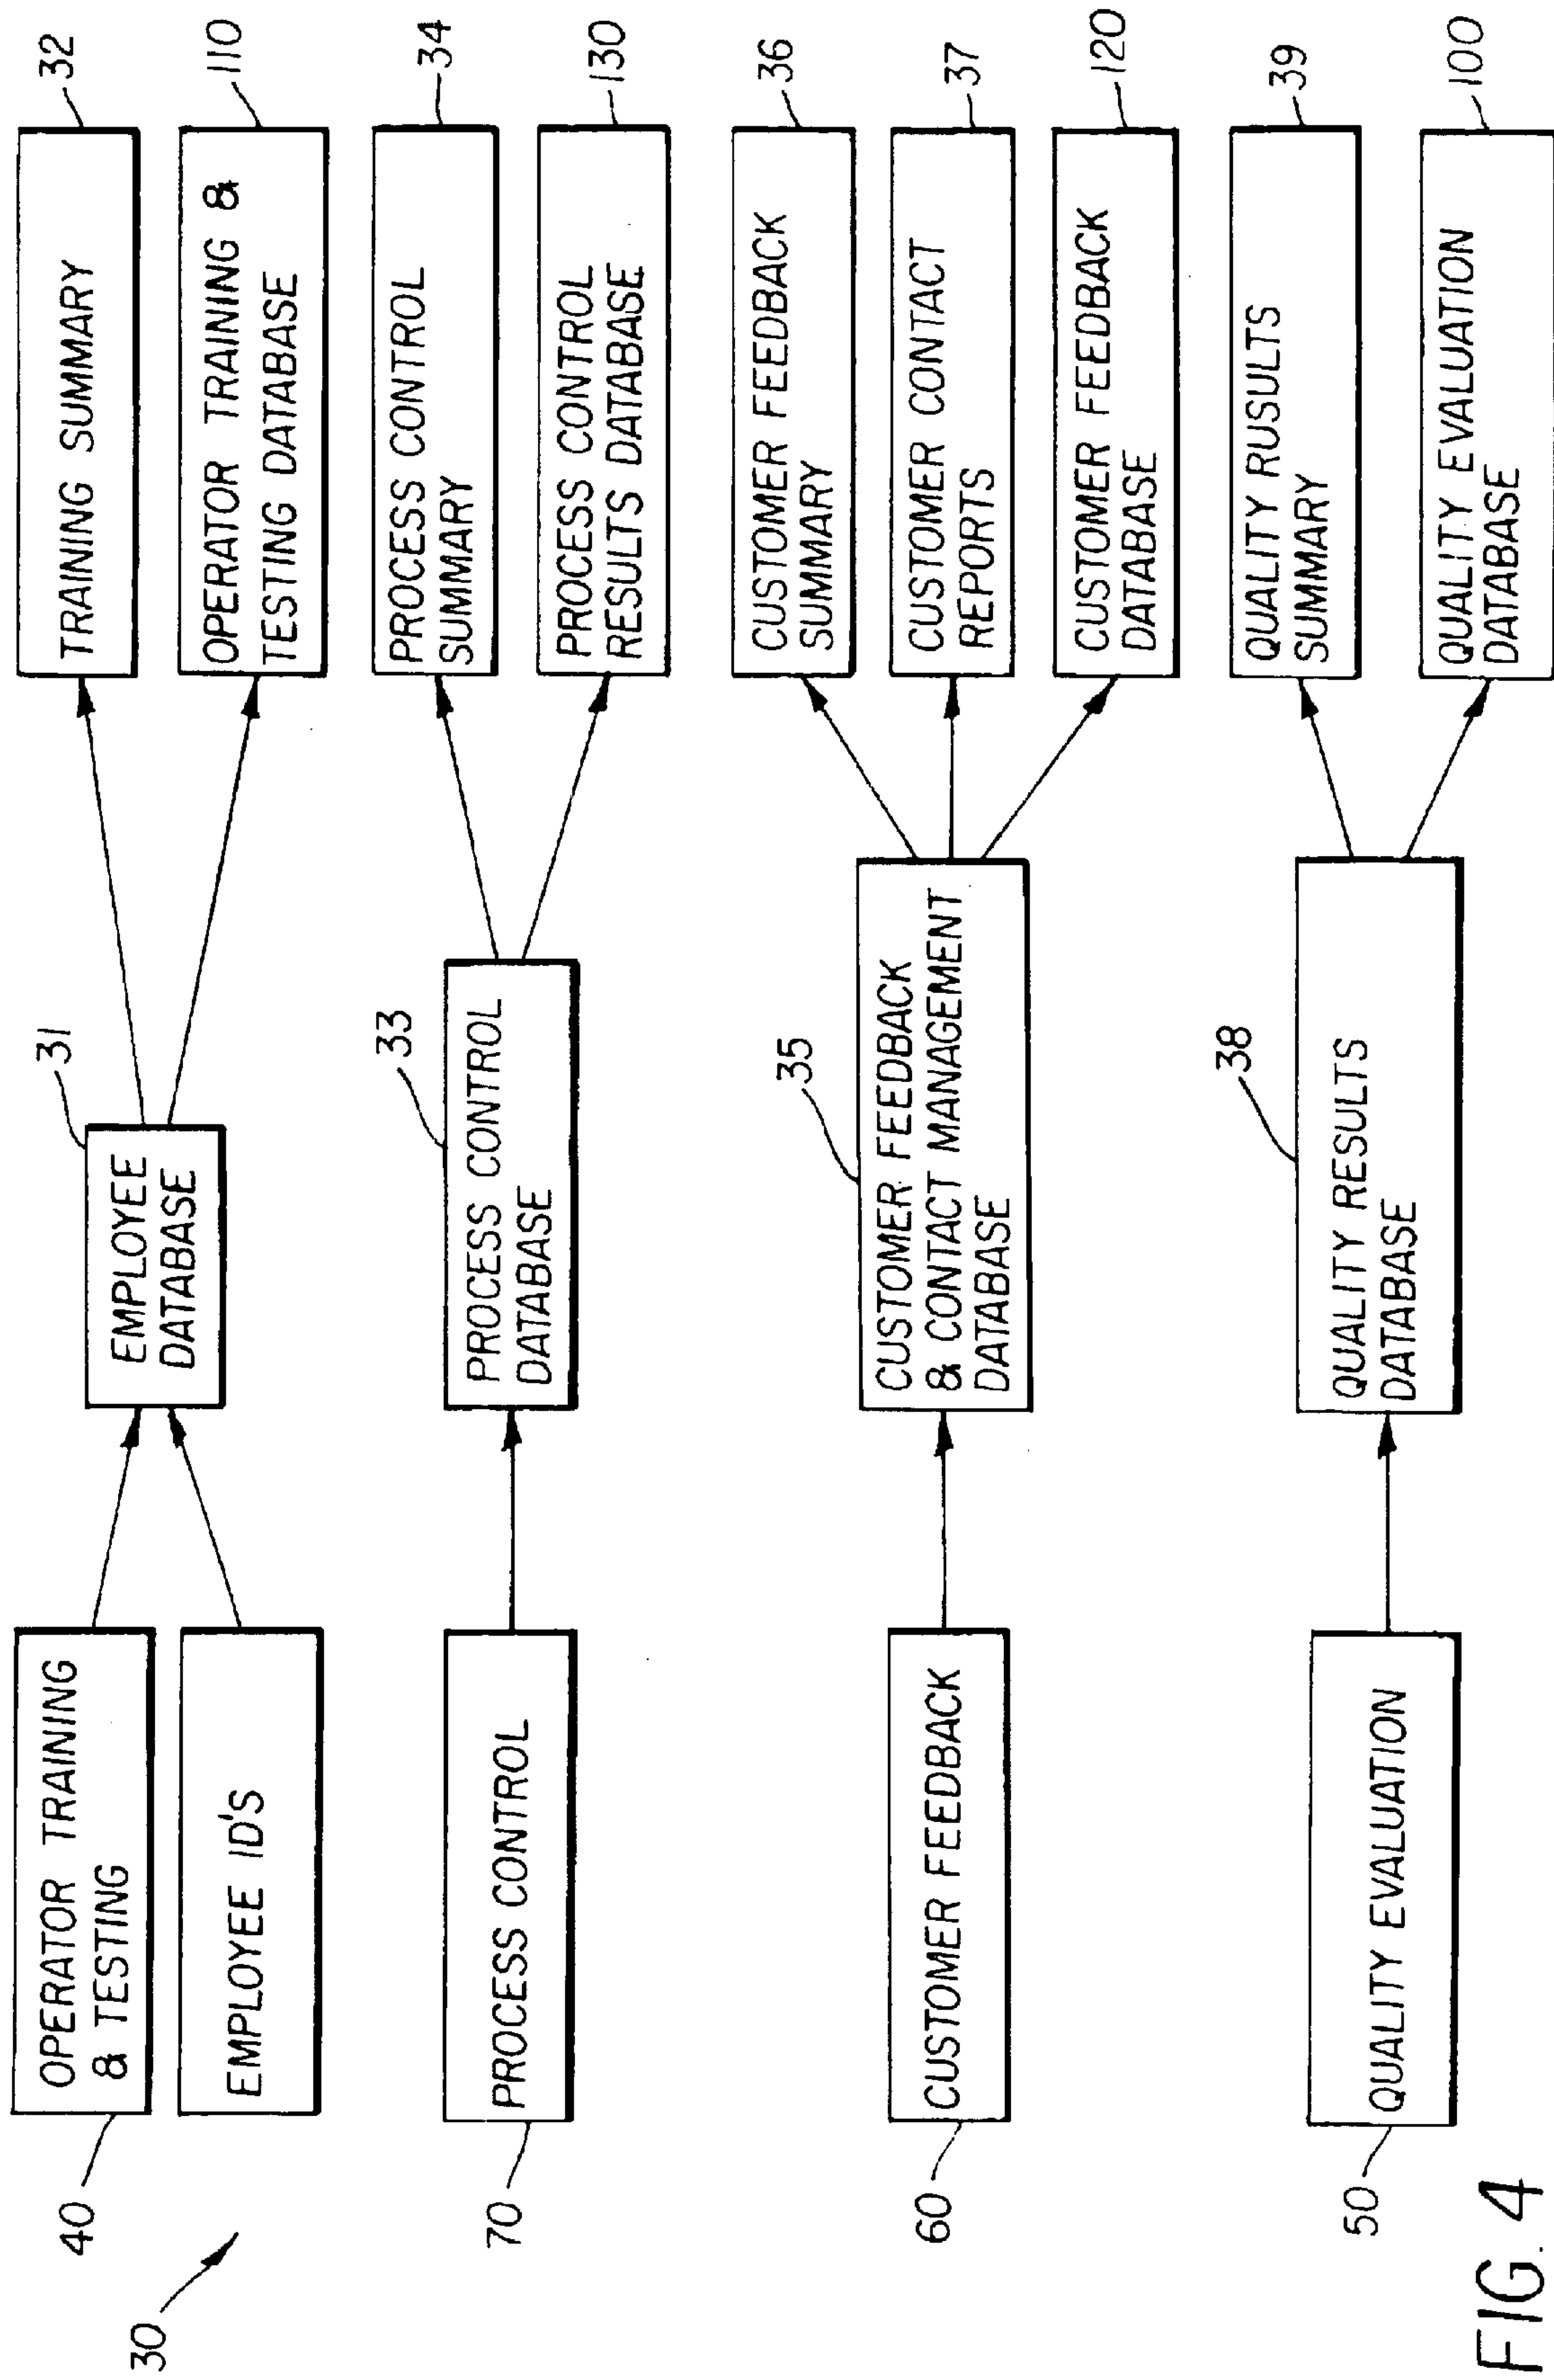 40
OPERATOR TRAINING
& TESTING
EMPLOYEE ID'S
31
EMPLOYEE
DATABASE
TRAINING SUMMARY
32
OPERATOR TRAINING &
TESTING DATABASE
110
30
70
PROCESS CONTROL
33
PROCESS CONTROL
DATABASE
PROCESS CONTROL
SUMMARY
34
PROCESS CONTROL
RESULTS DATABASE
130
60
CUSTOMER FEEDBACK
35
CUSTOMER FEEDBACK
& CONTACT MANAGEMENT
DATABASE
CUSTOMER FEEDBACK
SUMMARY
36
CUSTOMER CONTACT
REPORTS
37
CUSTOMER FEEDBACK
DATABASE
120
50
QUALITY EVALUATION
38
QUALITY RESULTS
DATABASE
QUALITY RUSULTS
SUMMARY
39
QUALITY EVALUATION
DATABASE
100
FIG. 4